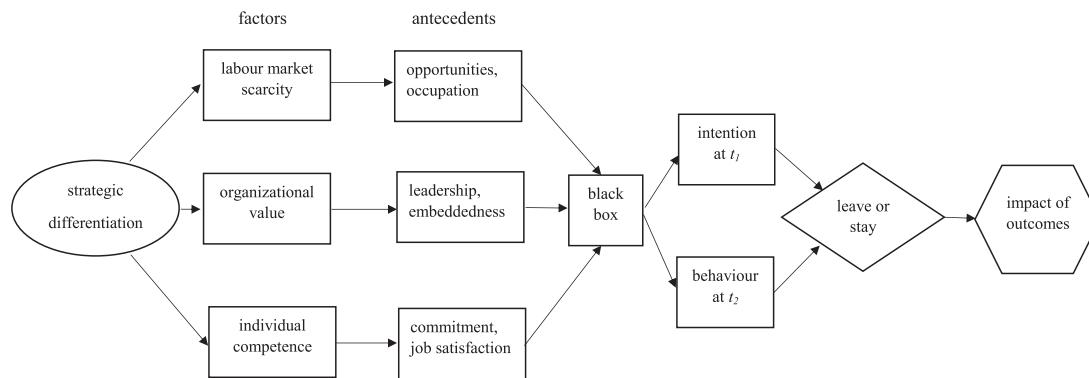 factors
antecedents
labour market
scarcity
opportunities,
occupation
strategic
differentiation
organizational
value
leadership,
embeddedness
black
box
intention
at t1
behaviour
at t2
leave or
stay
impact of
outcomes
individual
competence
commitment,
job satisfaction